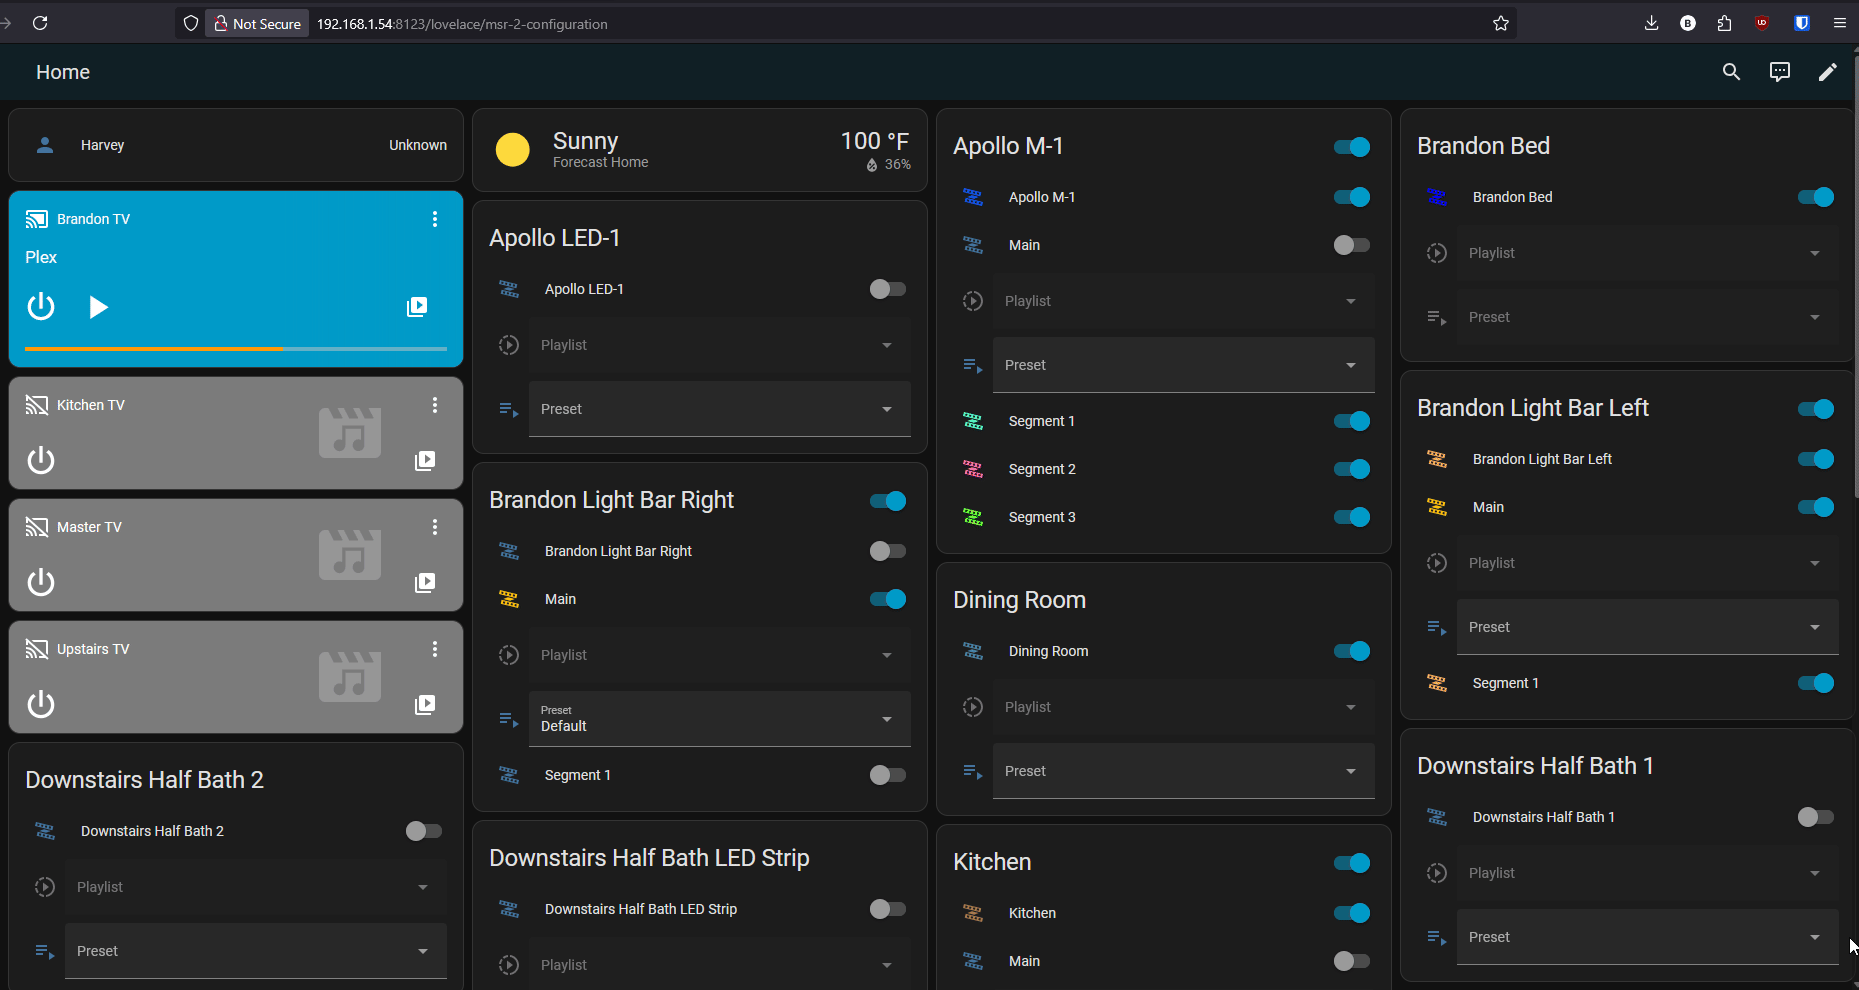 Not Secure 192.168.1.54:8123/lovelace/msr-2-configuration
Home
Harvey Unknown
Brandon TV
Plex
Kitchen TV
Master TV
Upstairs TV
Downstairs Half Bath 2
Downstairs Half Bath 2
Playlist
Preset
Sunny 100 °F
Forecast Home 36%
Apollo LED-1
Apollo LED-1
Playlist
Preset
Brandon Light Bar Right
Brandon Light Bar Right
Main
Playlist
Preset
Default
Segment 1
Downstairs Half Bath LED Strip
Downstairs Half Bath LED Strip
Playlist
Apollo M-1
Apollo M-1
Main
Playlist
Preset
Segment 1
Segment 2
Segment 3
Dining Room
Dining Room
Playlist
Preset
Kitchen
Kitchen
Main
Brandon Bed
Brandon Bed
Playlist
Preset
Brandon Light Bar Left
Brandon Light Bar Left
Main
Playlist
Preset
Segment 1
Downstairs Half Bath 1
Downstairs Half Bath 1
Playlist
Preset